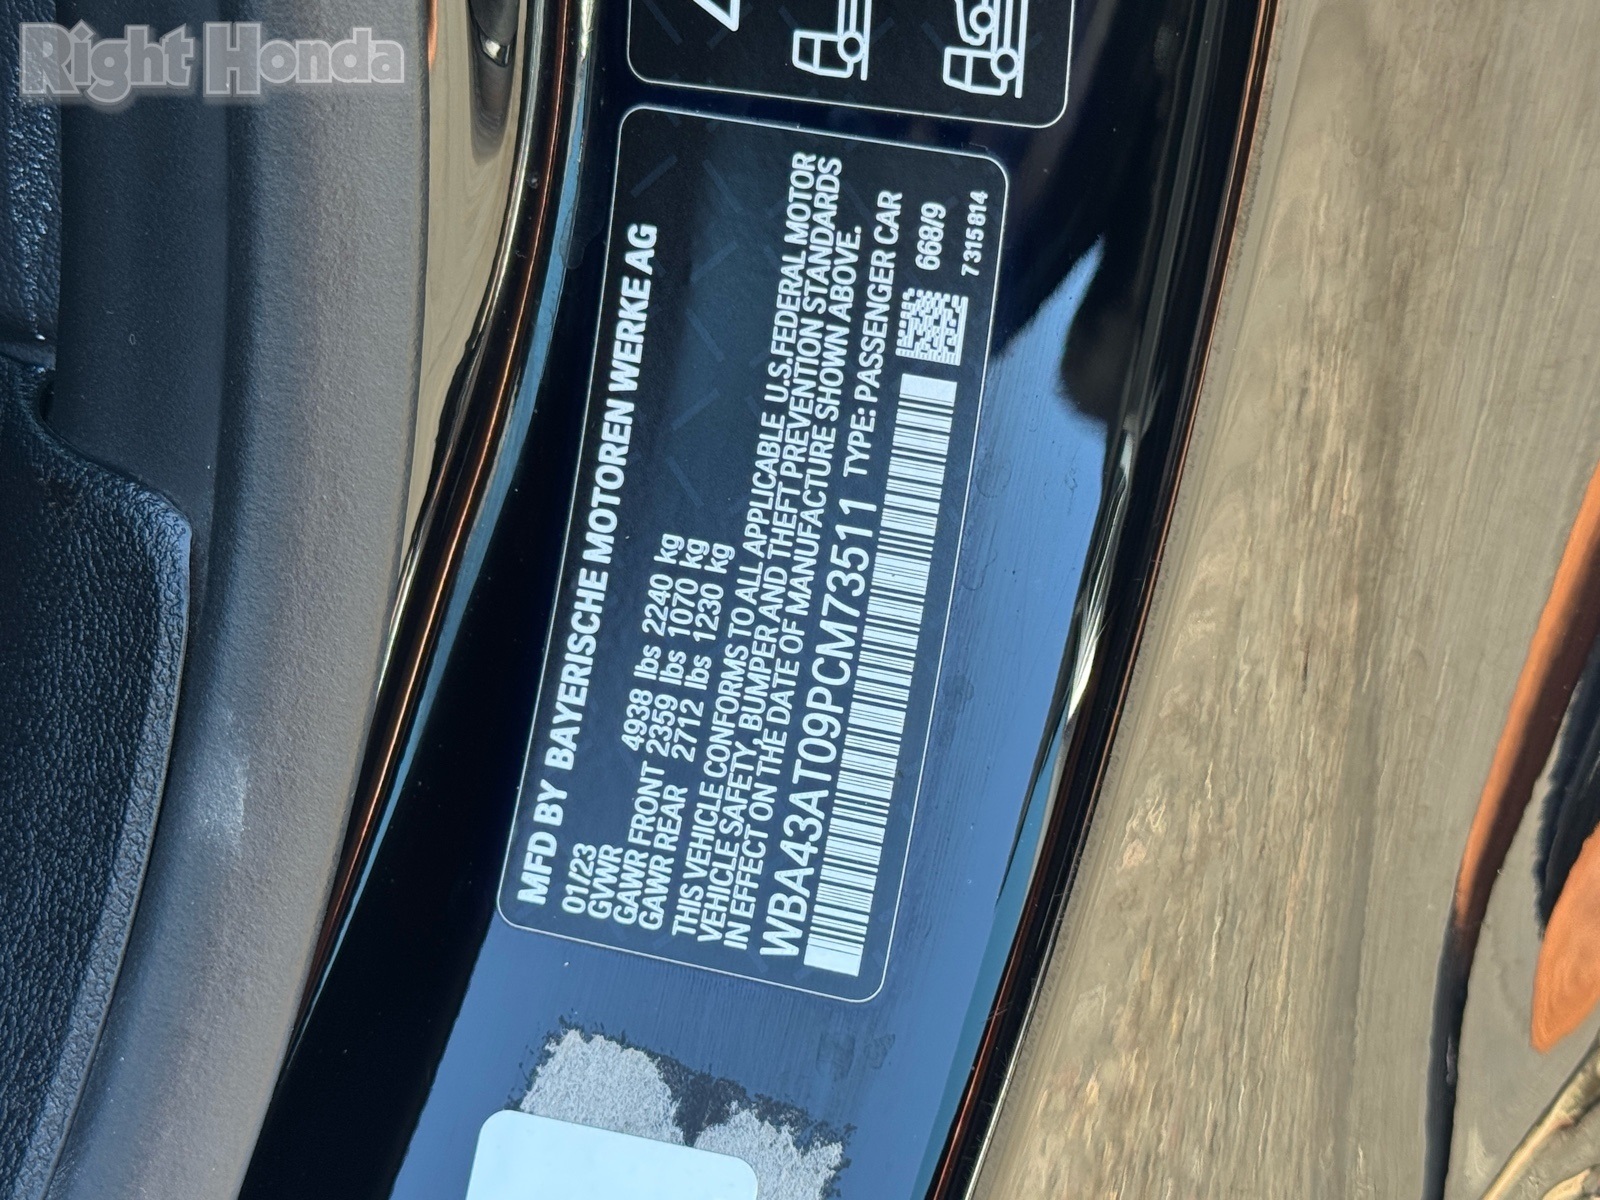 Right Honda
MFD BY BAYERISCHE MOTOREN WERKE AG
01/23
GVWR 4938 lbs 2240 kg
GAWR FRONT 2359 lbs 1070 kg
GAWR REAR 2712 lbs 1230 kg
THIS VEHICLE CONFORMS TO ALL APPLICABLE U.S.FEDERAL MOTOR
VEHICLE SAFETY, BUMPER AND THEFT PREVENTION STANDARDS
IN EFFECT ON THE DATE OF MANUFACTURE SHOWN ABOVE.
WBA43AT09PCM73511 TYPE: PASSENGER CAR
668/9
7315814